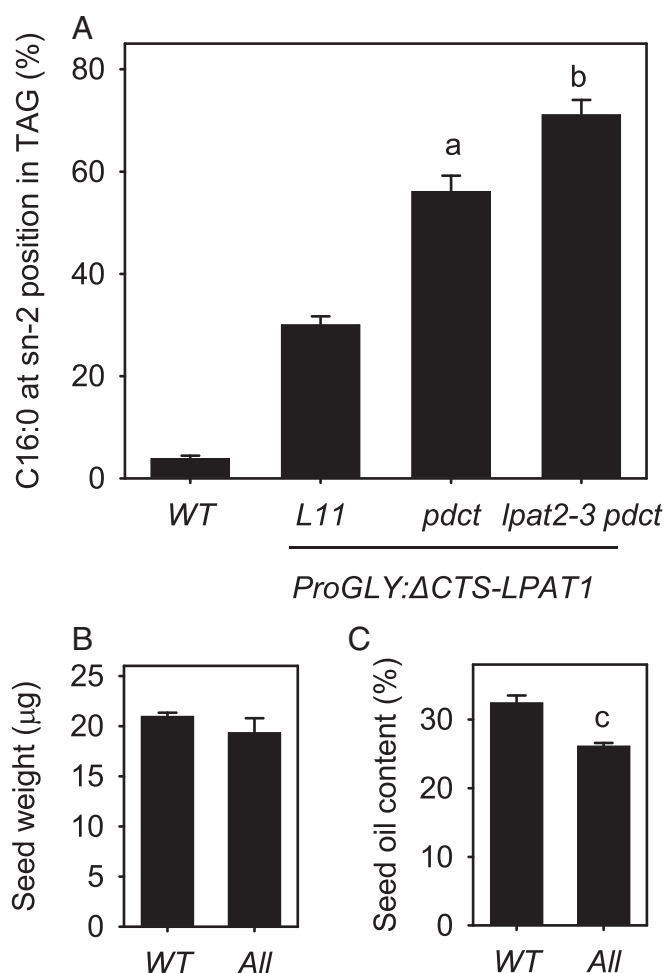 A
C16:0 at sn-2 position in TAG (%)
80
60
40
20
0
a
b
WT L11 pdct lpat2-3 pdct
ProGLY:ΔCTS-LPAT1
B
Seed weight (μg)
25
20
15
10
5
0
WT All
C
Seed oil content (%)
30
20
10
0
c
WT All